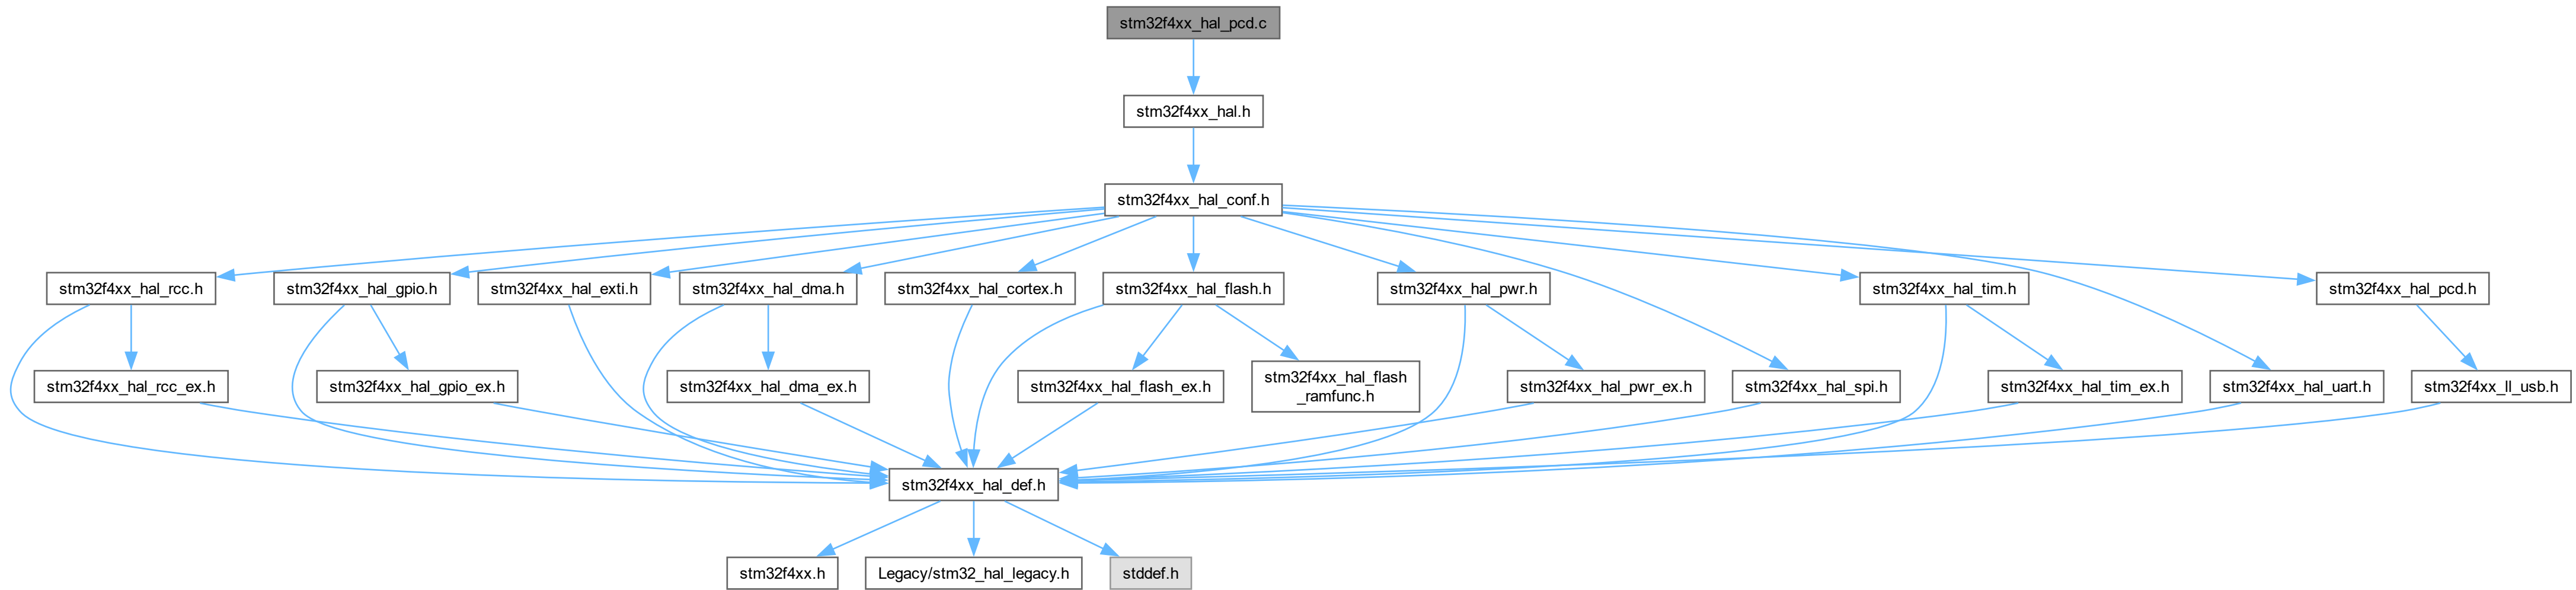 stm32f4xx_hal_pcd.c
stm32f4xx_hal.h
stm32f4xx_hal_conf.h
stm32f4xx_hal_rcc.h
stm32f4xx_hal_gpio.h
stm32f4xx_hal_exti.h
stm32f4xx_hal_dma.h
stm32f4xx_hal_cortex.h
stm32f4xx_hal_flash.h
stm32f4xx_hal_pwr.h
stm32f4xx_hal_tim.h
stm32f4xx_hal_pcd.h
stm32f4xx_hal_rcc_ex.h
stm32f4xx_hal_gpio_ex.h
stm32f4xx_hal_dma_ex.h
stm32f4xx_hal_flash_ex.h
stm32f4xx_hal_flash
_ramfunc.h
stm32f4xx_hal_pwr_ex.h
stm32f4xx_hal_spi.h
stm32f4xx_hal_tim_ex.h
stm32f4xx_hal_uart.h
stm32f4xx_ll_usb.h
stm32f4xx_hal_def.h
stm32f4xx.h
Legacy/stm32_hal_legacy.h
stddef.h